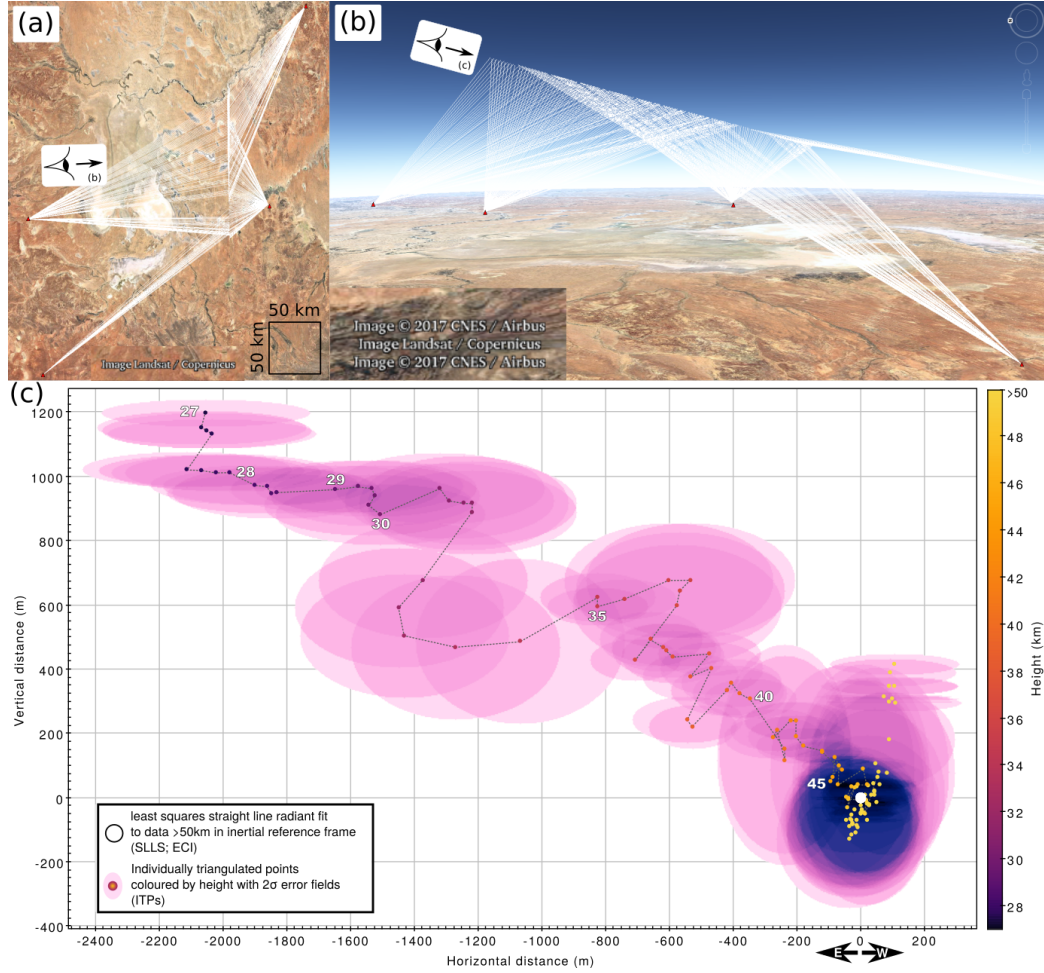 (a)
(b)
50 km
50 km
Image Landsat / Copernicus
(b)
(c)
Image © 2017 CNES / Airbus
Image Landsat / Copernicus
Image © 2017 CNES / Airbus
(c)
1200
1000
800
600
400
200
0
-200
-400
Vertical distance (m)
27
28
29
30
35
40
45
least squares straight line radiant fit
to data >50km in inertial reference frame
(SLLS; ECI)
Individually triangulated points
coloured by height with 2σ error fields
(ITPs)
-2400 -2200 -2000 -1800 -1600 -1400 -1200 -1000 -800 -600 -400 -200 0 200
Horizontal distance (m)
E W
>50
48
46
44
42
40
38
36
34
32
30
28
Height (km)